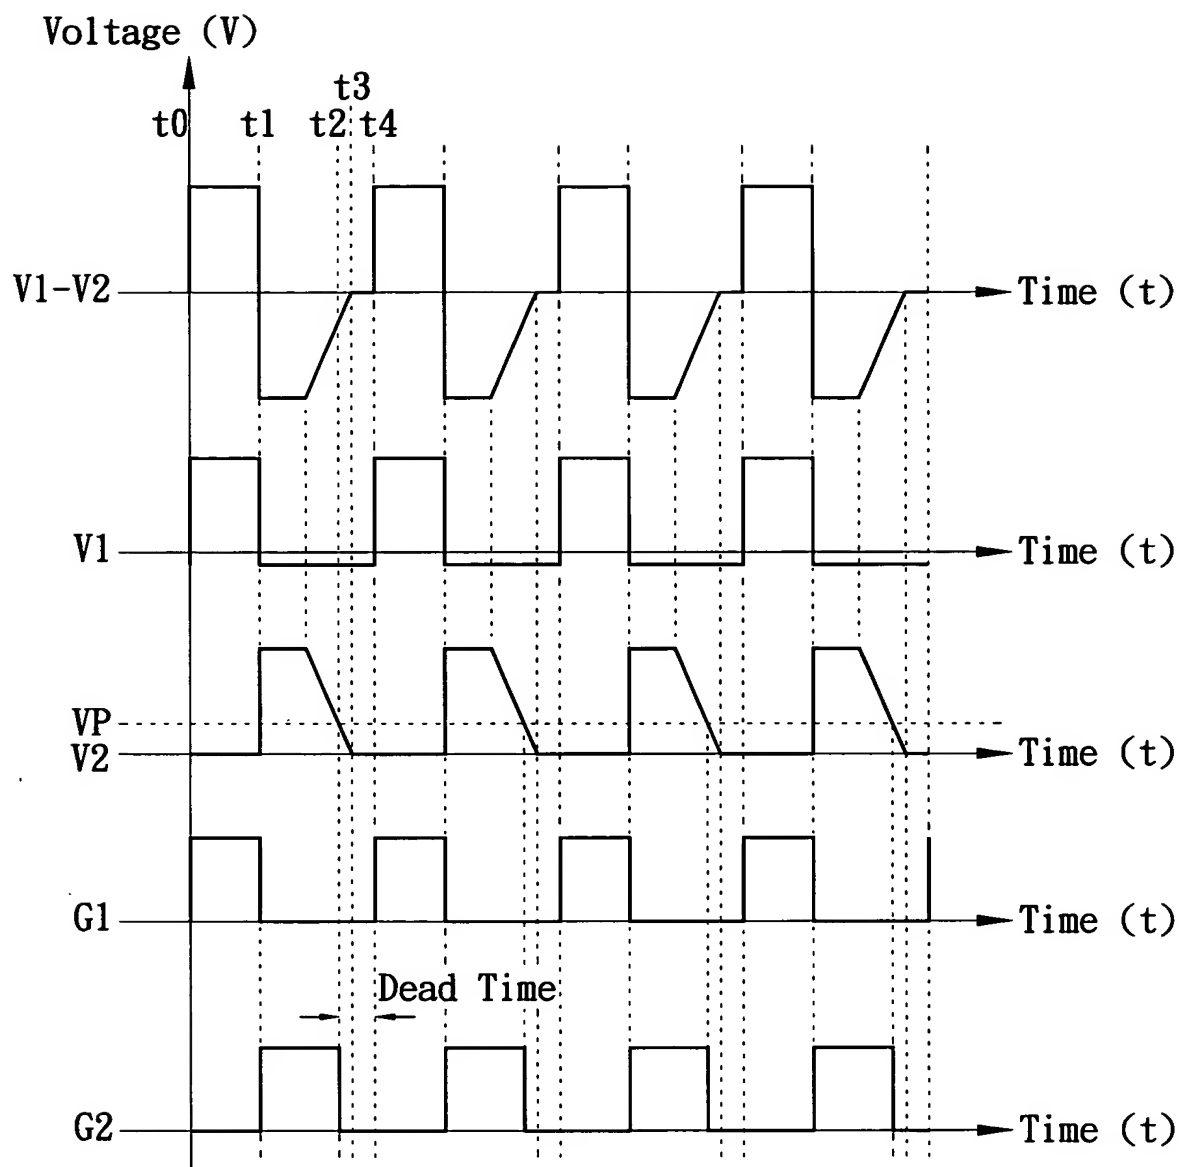 Voltage (V)
t3
t0 t1 t2 t4
V1-V2 Time (t)
V1 Time (t)
VP
V2 Time (t)
G1 Time (t)
Dead Time
G2 Time (t)